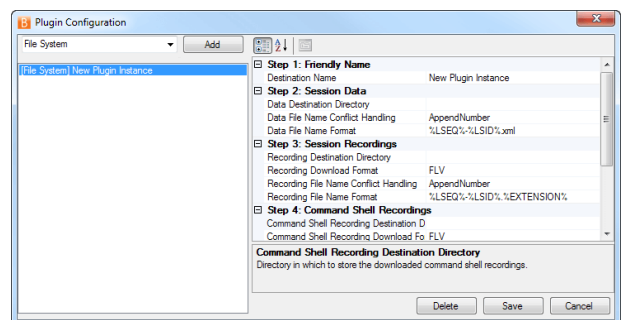 Plugin Configuration
File System
Add
[File System] New Plugin Instance
Step 1: Friendly Name
Destination Name New Plugin Instance
Step 2: Session Data
Data Destination Directory
Data File Name Conflict Handling AppendNumber
Data File Name Format %LSEQ%-%LSID%.xml
Step 3: Session Recordings
Recording Destination Directory
Recording Download Format FLV
Recording File Name Conflict Handling AppendNumber
Recording File Name Format %LSEQ%-%LSID%.%EXTENSION%
Step 4: Command Shell Recordings
Command Shell Recording Destination D
Command Shell Recording Download Fo FLV
Command Shell Recording Destination Directory
Directory in which to store the downloaded command shell recordings.
Delete Save Cancel